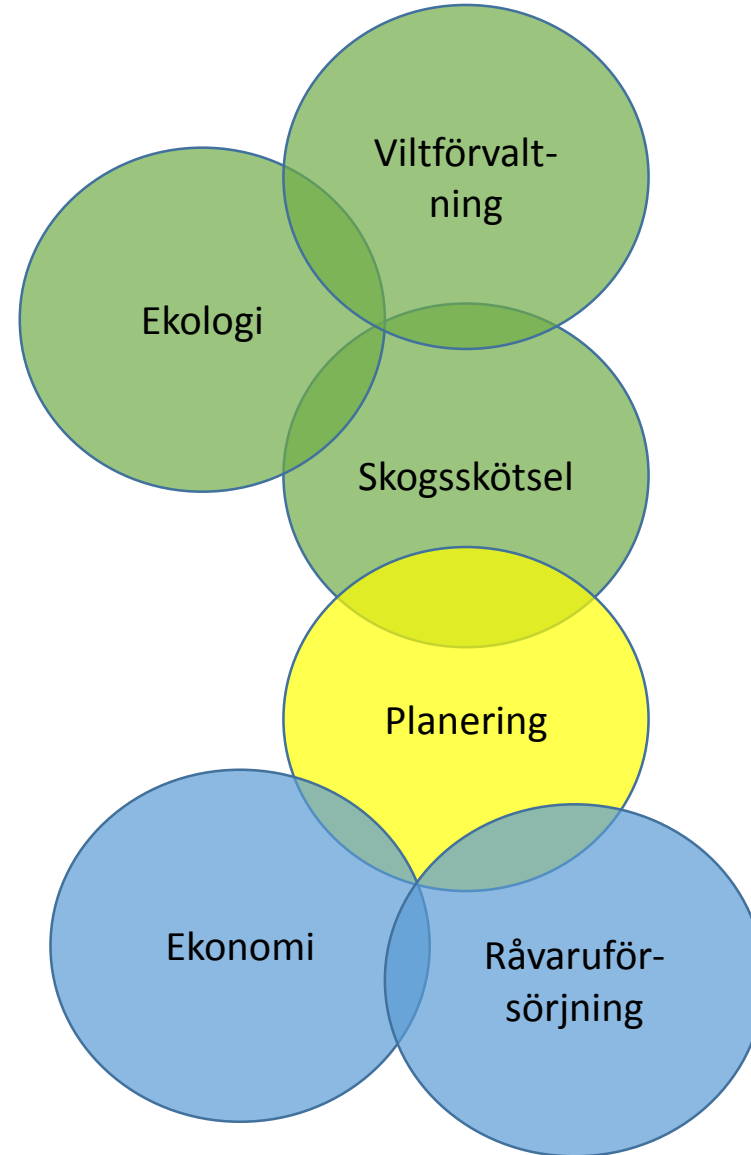 Viltförvalt-
ning
Ekologi
Skogsskötsel
Planering
Ekonomi
Råvaruför-
sörjning